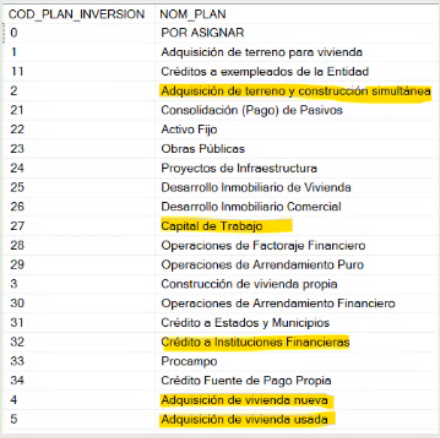 COD_PLAN_INVERSION NOM_PLAN
0 POR ASIGNAR
1 Adquisición de terreno para vivienda
11 Créditos a exempleados de la Entidad
2 Adquisición de terreno y construcción simultánea
21 Consolidación (Pago) de Pasivos
22 Activo Fijo
23 Obras Públicas
24 Proyectos de Infraestructura
25 Desarrollo Inmobiliario de Vivienda
26 Desarrollo Inmobiliario Comercial
27 Capital de Trabajo
28 Operaciones de Factoraje Financiero
29 Operaciones de Arrendamiento Puro
3 Construcción de vivienda propia
30 Operaciones de Arrendamiento Financiero
31 Crédito a Estados y Municipios
32 Crédito a Instituciones Financieras
33 Procampo
34 Crédito Fuente de Pago Propia
4 Adquisición de vivienda nueva
5 Adquisición de vivienda usada